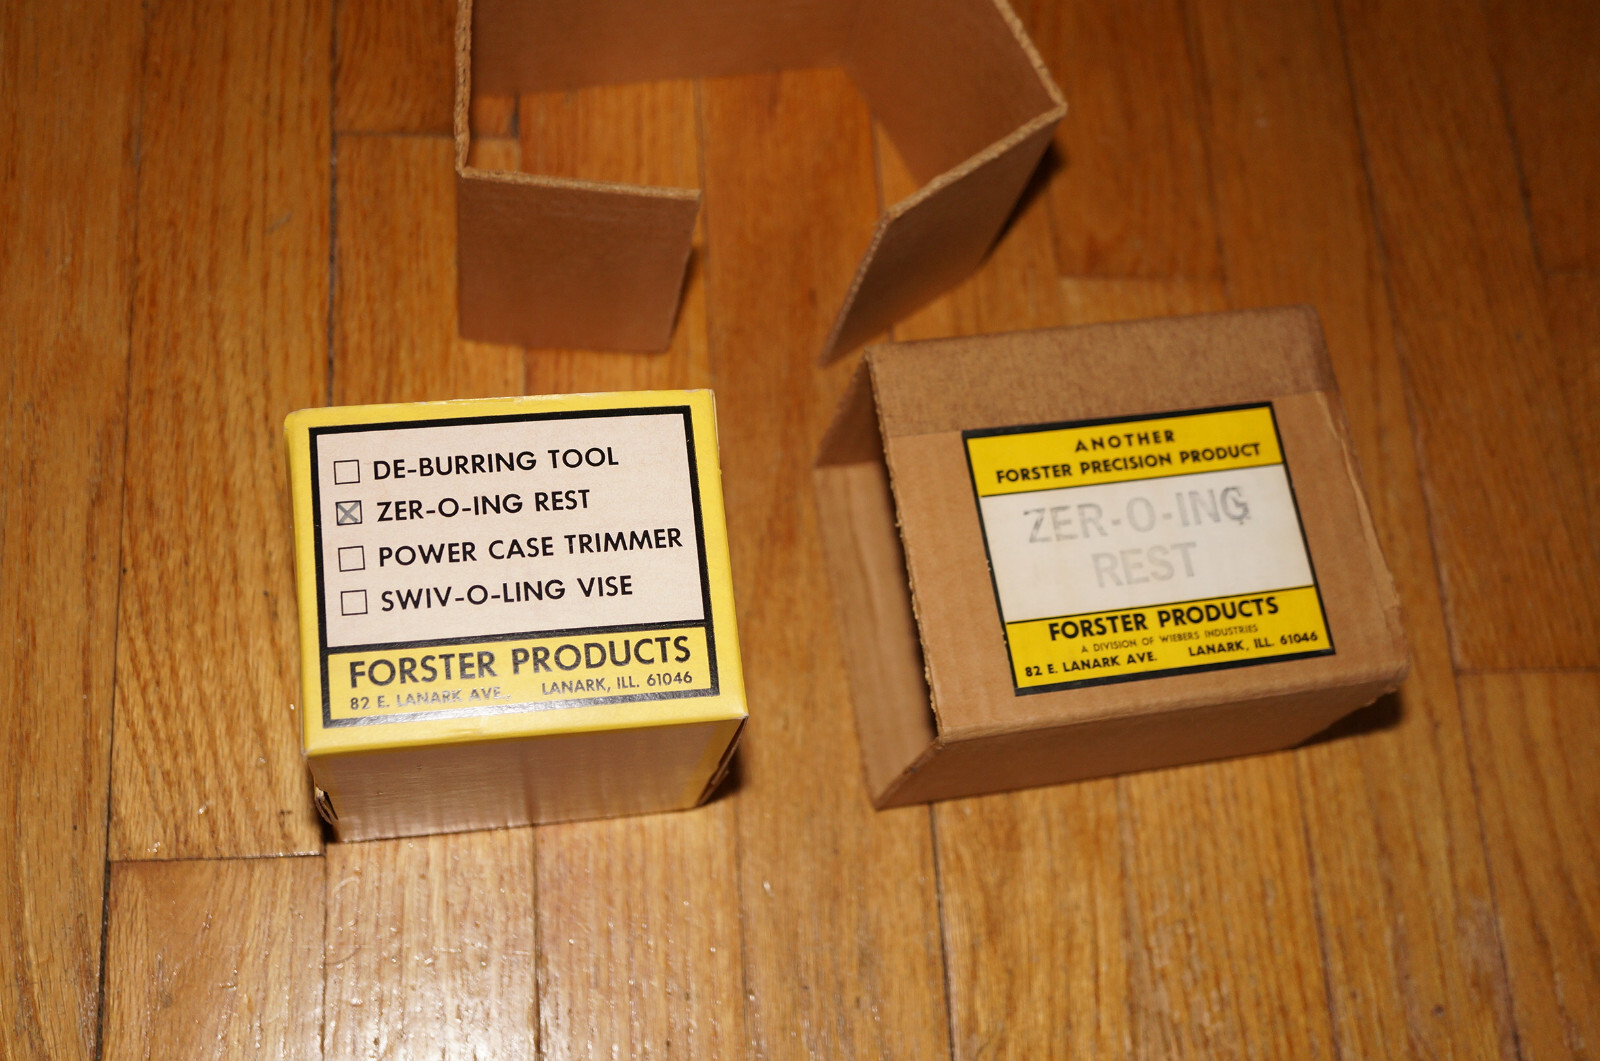 DE-BURRING TOOL
ZER-O-ING REST
POWER CASE TRIMMER
SWIV-O-LING VISE
FORSTER PRODUCTS
82 E. LANARK AVE. LANARK, ILL. 61046
ANOTHER
FORSTER PRECISION PRODUCT
ZER-O-ING
REST
FORSTER PRODUCTS
A DIVISION OF WIEBERS INDUSTRIES
82 E. LANARK AVE. LANARK, ILL. 61046